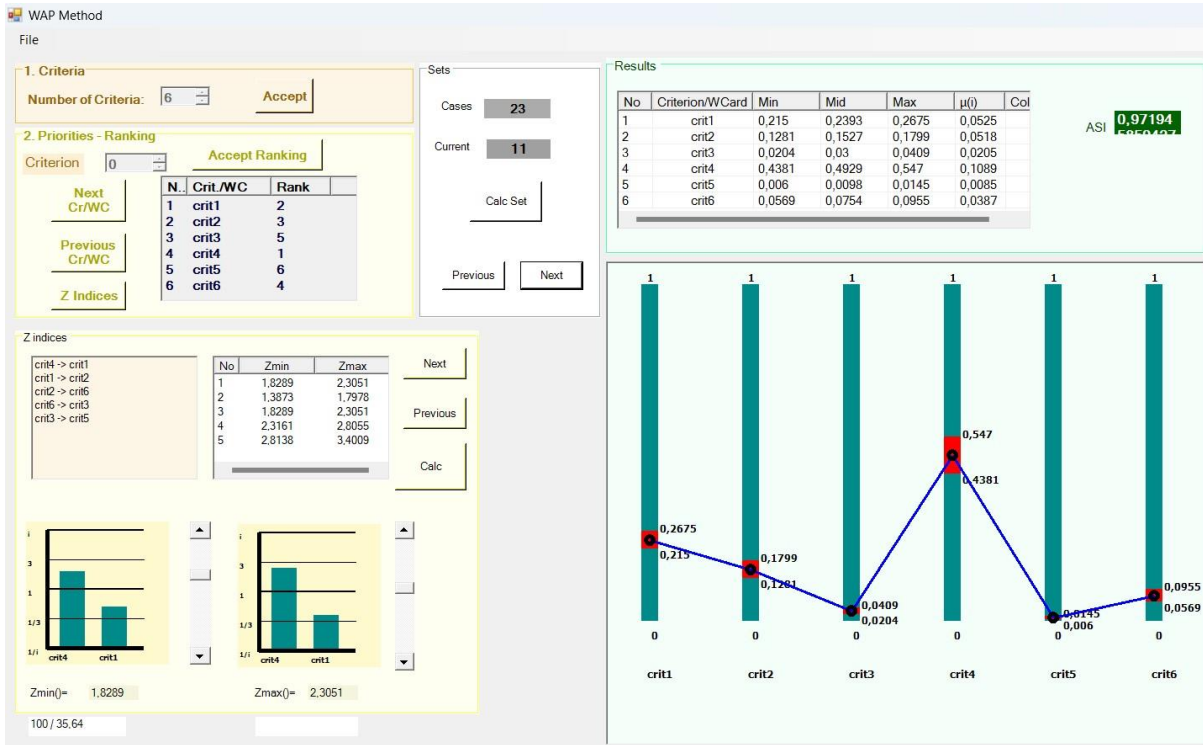 WAP Method
File
1. Criteria
Number of Criteria: 6 Accept
2. Priorities - Ranking
Criterion 0 Accept Ranking
Next Cr/WC
Previous Cr/WC
Z Indices
N.. Crit./WC Rank
1 crit1 2
2 crit2 3
3 crit3 5
4 crit4 1
5 crit5 6
6 crit6 4
Sets
Cases 23
Current 11
Calc Set
Previous Next
Results
No Criterion/WCard Min Mid Max μ(i) Col
1 crit1 0,215 0,2393 0,2675 0,0525
2 crit2 0,1281 0,1527 0,1799 0,0518
3 crit3 0,0204 0,03 0,0409 0,0205
4 crit4 0,4381 0,4929 0,547 0,1089
5 crit5 0,006 0,0098 0,0145 0,0085
6 crit6 0,0569 0,0754 0,0955 0,0387
ASI 0,97194
Z indices
crit4 -> crit1
crit1 -> crit2
crit2 -> crit6
crit6 -> crit3
crit3 -> crit5
No Zmin Zmax
1 1,8289 2,3051
2 1,3873 1,7978
3 1,8289 2,3051
4 2,3161 2,8055
5 2,8138 3,4009
Next
Previous
Calc
i
3
1
1/3
1/i
crit4 crit1
i
3
1
1/3
1/i
crit4 crit1
Zmin()= 1,8289 Zmax()= 2,3051
100 / 35,64
1 1 1 1 1 1
0,547
0,4381
0,2675
0,215
0,1799
0,1281
0,0409
0,0204
0,0145
0,006
0,0955
0,0569
0 0 0 0 0 0
crit1 crit2 crit3 crit4 crit5 crit6